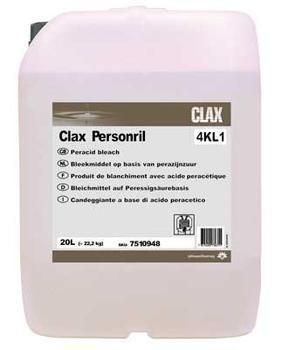 CLAX
Clax Personril
4KL1
GB Peracid bleach
NL Bleekmiddel op basis van perazijnzuur
F Produit de blanchiment avec acide peracétique
D Bleichmittel auf Peressigsäurebasis
I Candeggiante a base di acido peracetico
20L (~ 22,2 kg)
SKU: 7510948
JohnsonDiversey